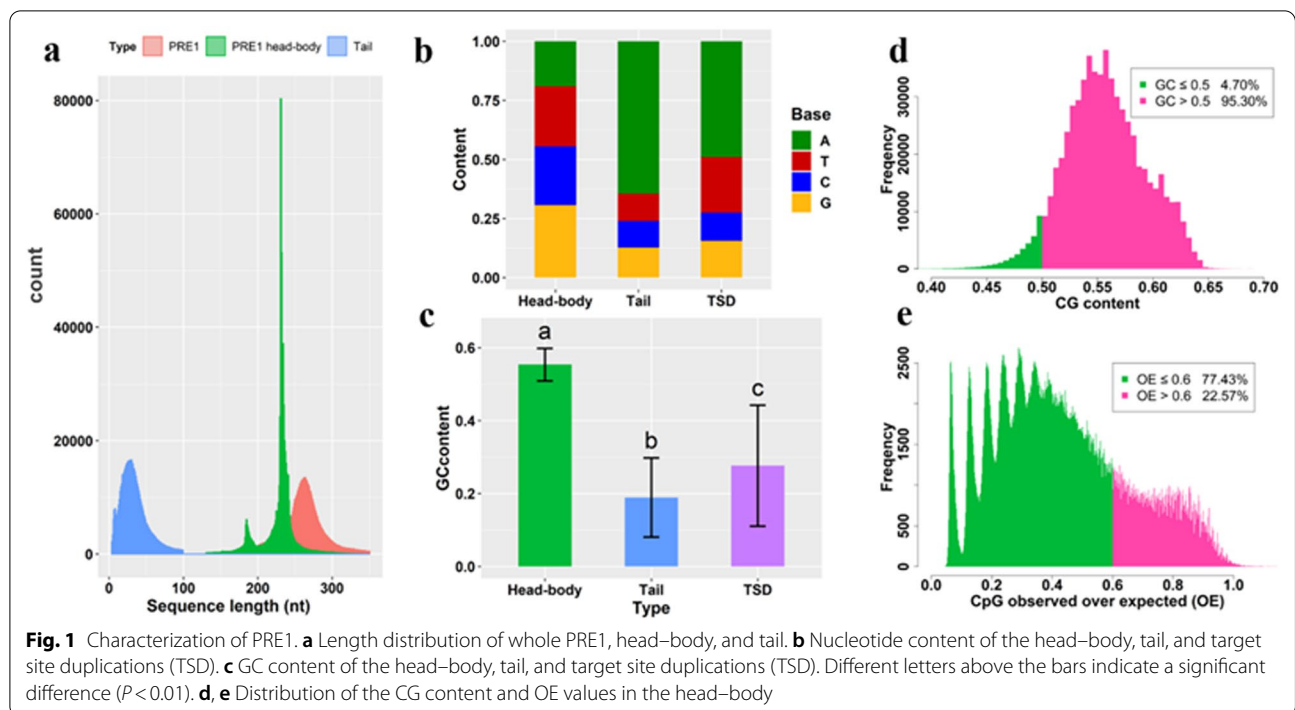 a
Type PRE1 PRE1 head-body Tail
80000
60000
40000
20000
0
count
0 100 200 300
Sequence length (nt)
b
1.00
0.75
0.50
0.25
0.00
Content
Head-body Tail TSD
Base
A
T
C
G
c
0.6
0.4
0.2
0.0
GCcontent
a
b
c
Head-body Tail TSD
Type
d
30000
20000
10000
0
Freqency
GC ≤ 0.5 4.70%
GC > 0.5 95.30%
0.40 0.45 0.50 0.55 0.60 0.65 0.70
CG content
e
2500
1500
500
0
Freqency
OE ≤ 0.6 77.43%
OE > 0.6 22.57%
0.0 0.2 0.4 0.6 0.8 1.0
CpG observed over expected (OE)
Fig. 1 Characterization of PRE1. a Length distribution of whole PRE1, head–body, and tail. b Nucleotide content of the head–body, tail, and target
site duplications (TSD). c GC content of the head–body, tail, and target site duplications (TSD). Different letters above the bars indicate a significant
difference (P < 0.01). d, e Distribution of the CG content and OE values in the head–body